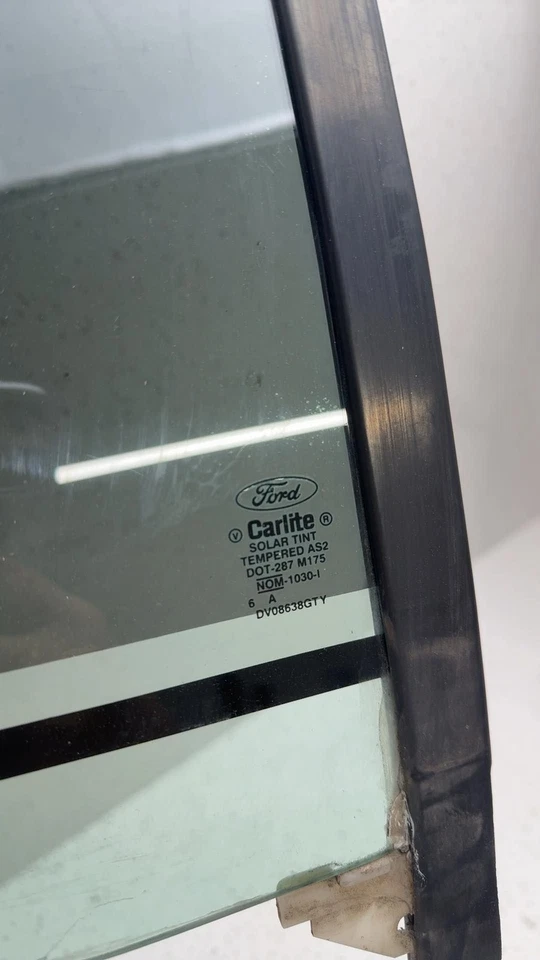 Ford
V Carlite R
SOLAR TINT
TEMPERED AS2
DOT-287 M175
NOM-1030-I
6 A
DV08638GTY